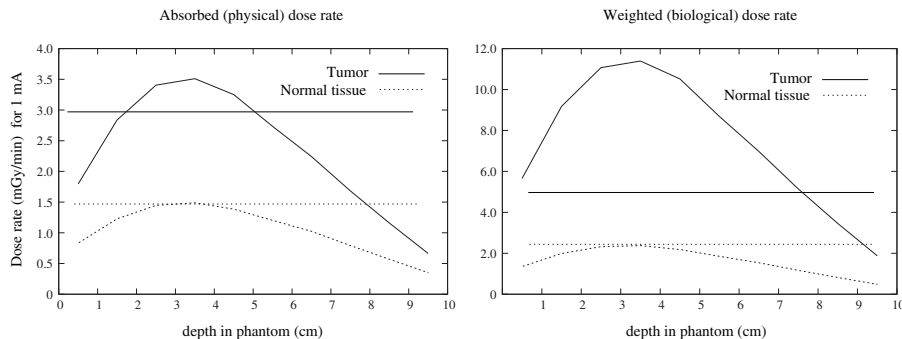 Absorbed (physical) dose rate
Dose rate (mGy/min) for 1 mA
4.0
3.5
3.0
2.5
2.0
1.5
1.0
0.5
0
Tumor
Normal tissue
0 1 2 3 4 5 6 7 8 9 10
depth in phantom (cm)
Weighted (biological) dose rate
12.0
10.0
8.0
6.0
4.0
2.0
0
Tumor
Normal tissue
1 2 3 4 5 6 7 8 9 10
depth in phantom (cm)